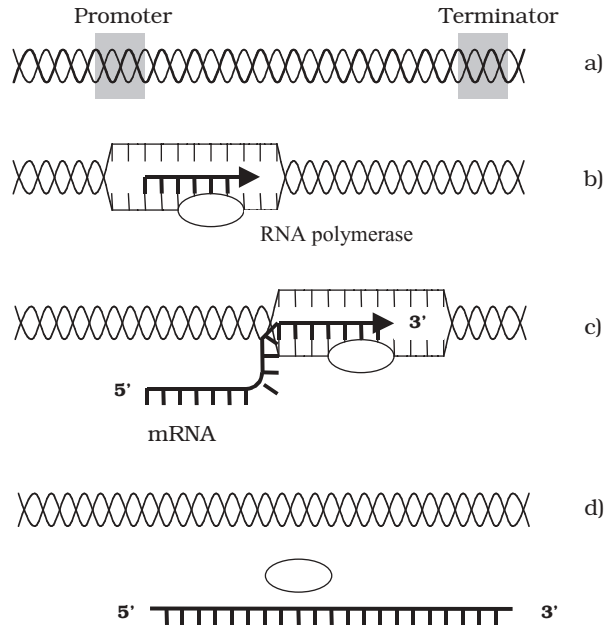 Promoter Terminator
a)
b)
RNA polymerase
3'
c)
5'
mRNA
d)
5' 3'